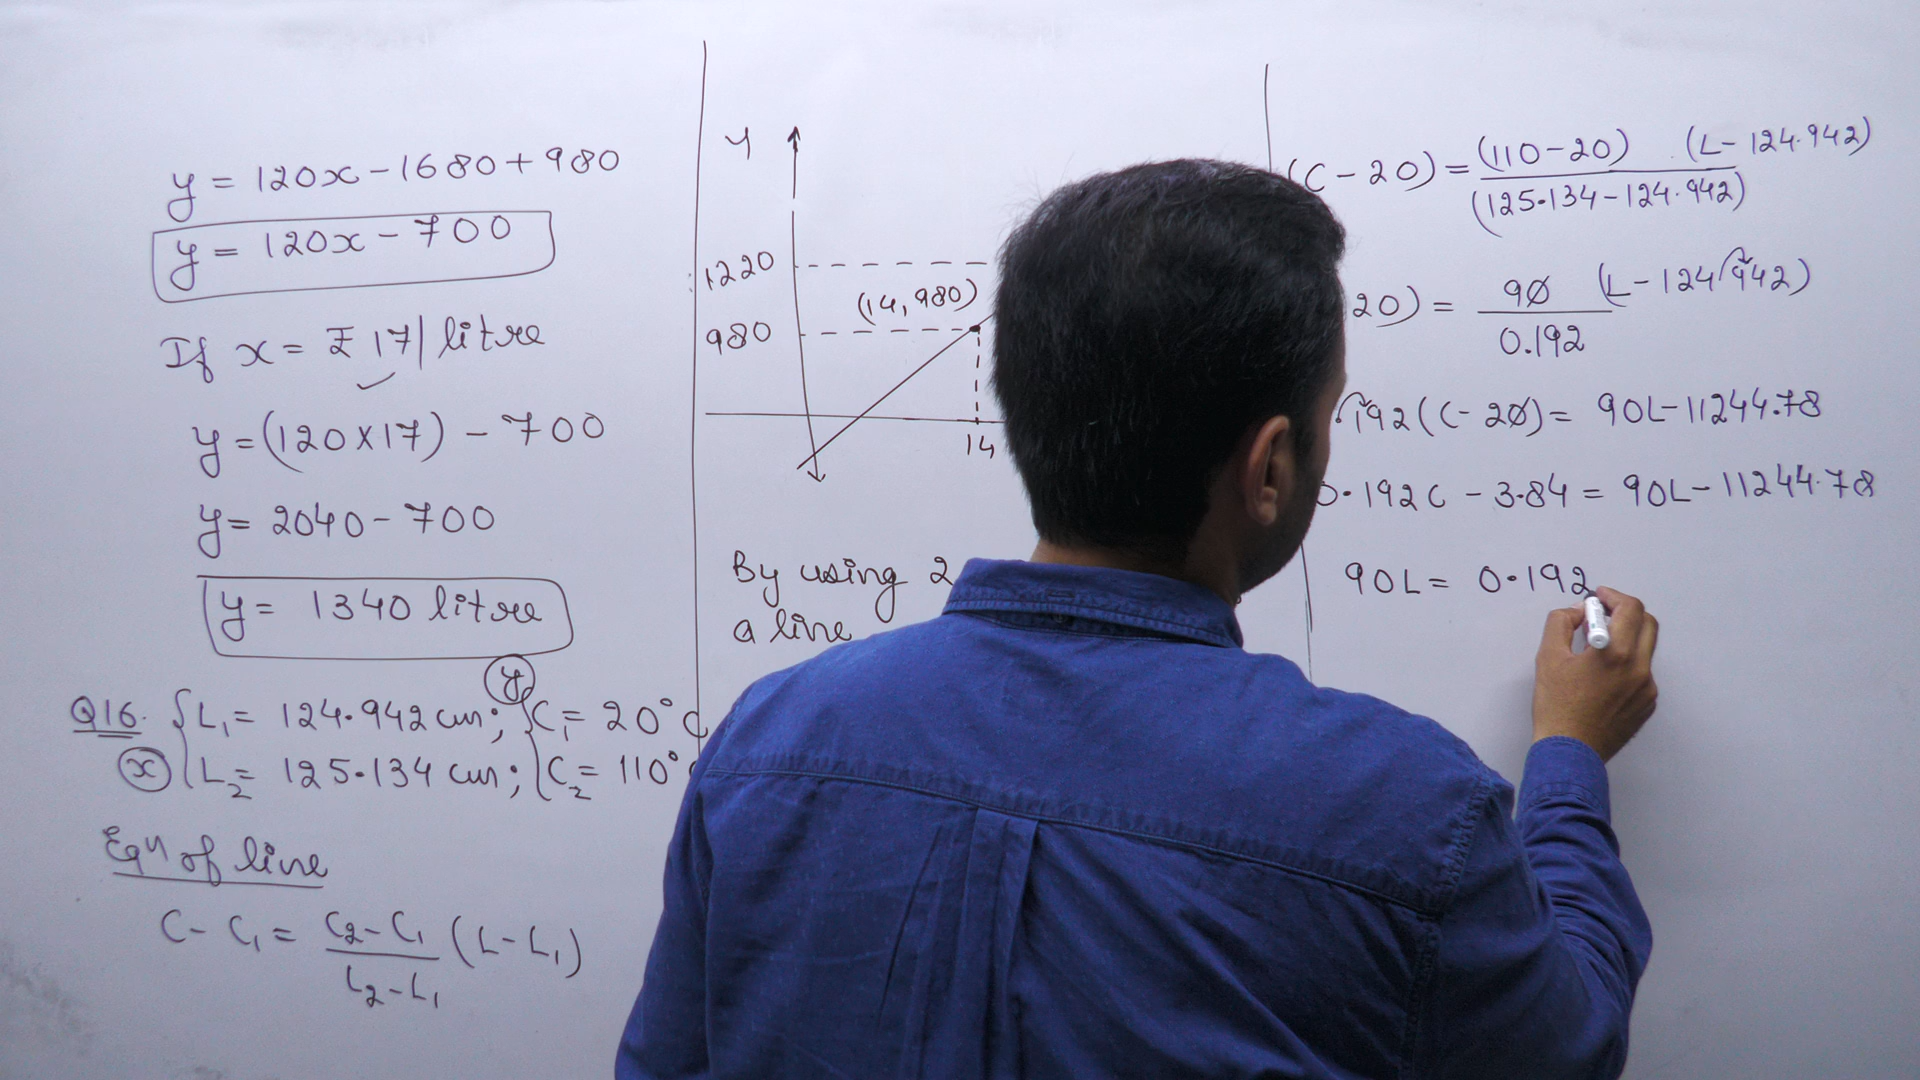 y = 120x - 1680 + 980
y = 120x - 700
If x = ₹ 17/litre
y = (120 x 17) - 700
y = 2040 - 700
y = 1340 litre
y
Q16. L₁ = 124.942 cm; C₁ = 20°C
x L₂ = 125.134 cm; C₂ = 110°
Eqⁿ of line
C - C₁ = (C₂ - C₁)/(L₂ - L₁) (L - L₁)
Y
1220
(14, 980)
980
14
By using 2
a line
(C - 20) = (110 - 20)/(125.134 - 124.942) (L - 124.942)
20) = 90/0.192 (L - 124.942)
.192(C - 20) = 90L - 11244.78
0.192C - 3.84 = 90L - 11244.78
90L = 0.192